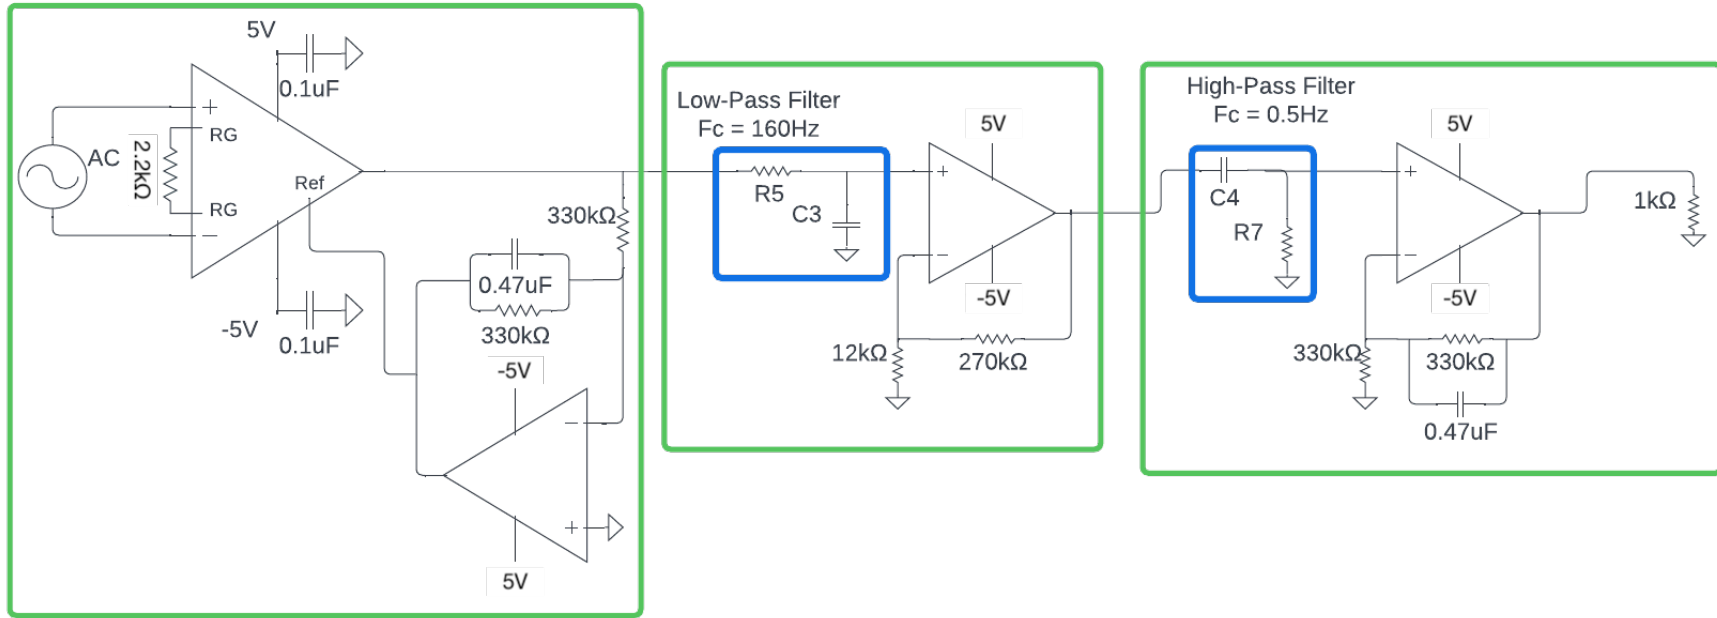 5V
0.1uF
+
RG
AC
2.2kΩ
Ref
RG
−
-5V
0.1uF
330kΩ
0.47uF
330kΩ
-5V
−
+
5V
Low-Pass Filter
Fc = 160Hz
R5
C3
5V
+
−
-5V
12kΩ
270kΩ
High-Pass Filter
Fc = 0.5Hz
C4
R7
5V
+
−
-5V
330kΩ
330kΩ
0.47uF
1kΩ